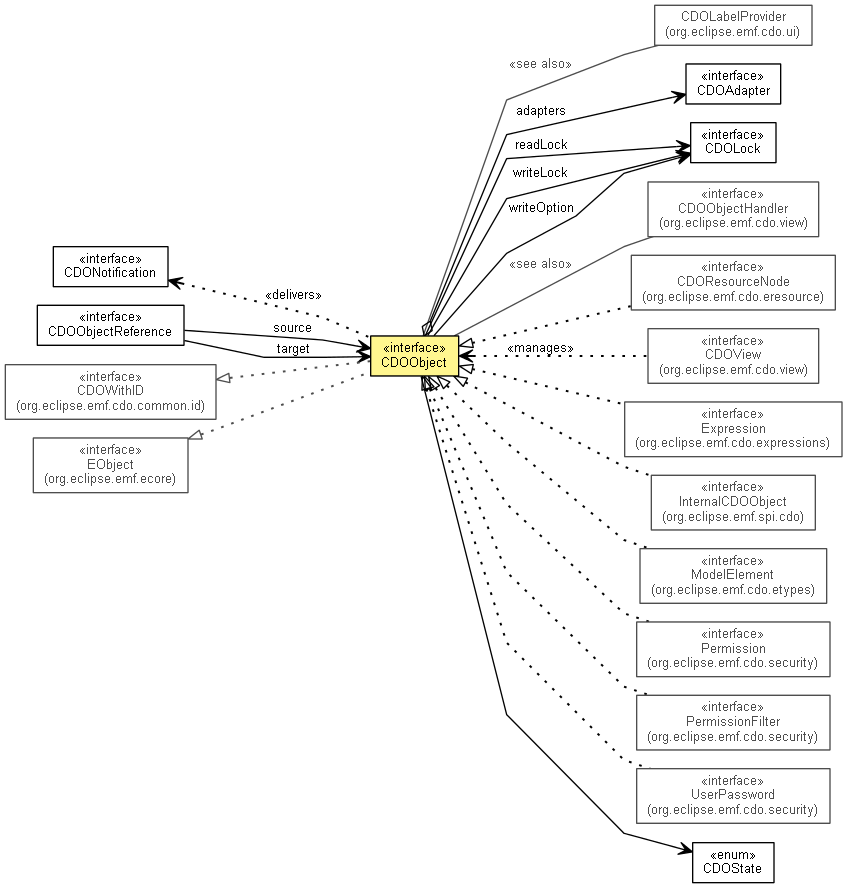 CDOLabelProvider
(org.eclipse.emf.cdo.ui)
«see also»
«interface»
CDOAdapter
adapters
«interface»
CDOLock
readLock
writeLock
writeOption
«interface»
CDOObjectHandler
(org.eclipse.emf.cdo.view)
«see also»
«interface»
CDONotification
«delivers»
«interface»
CDOResourceNode
(org.eclipse.emf.cdo.eresource)
«interface»
CDOObjectReference
source
target
«interface»
CDOObject
«manages»
«interface»
CDOView
(org.eclipse.emf.cdo.view)
«interface»
CDOWithID
(org.eclipse.emf.cdo.common.id)
«interface»
Expression
(org.eclipse.emf.cdo.expressions)
«interface»
EObject
(org.eclipse.emf.ecore)
«interface»
InternalCDOObject
(org.eclipse.emf.spi.cdo)
«interface»
ModelElement
(org.eclipse.emf.cdo.etypes)
«interface»
Permission
(org.eclipse.emf.cdo.security)
«interface»
PermissionFilter
(org.eclipse.emf.cdo.security)
«interface»
UserPassword
(org.eclipse.emf.cdo.security)
«enum»
CDOState